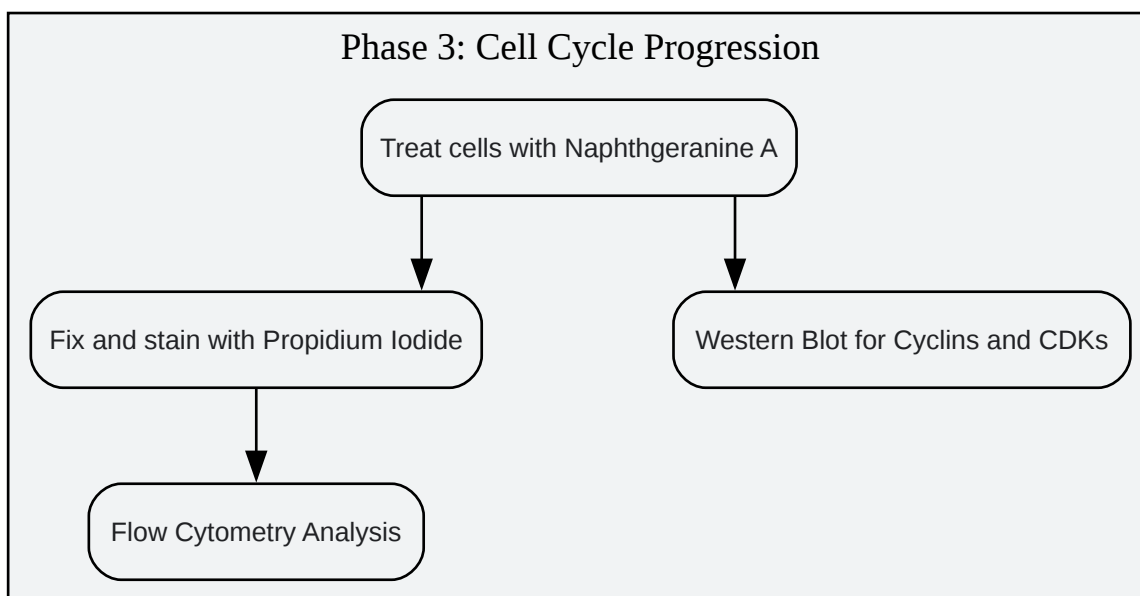 Phase 3: Cell Cycle Progression
Treat cells with Naphthgeranine A
Fix and stain with Propidium Iodide
Western Blot for Cyclins and CDKs
Flow Cytometry Analysis